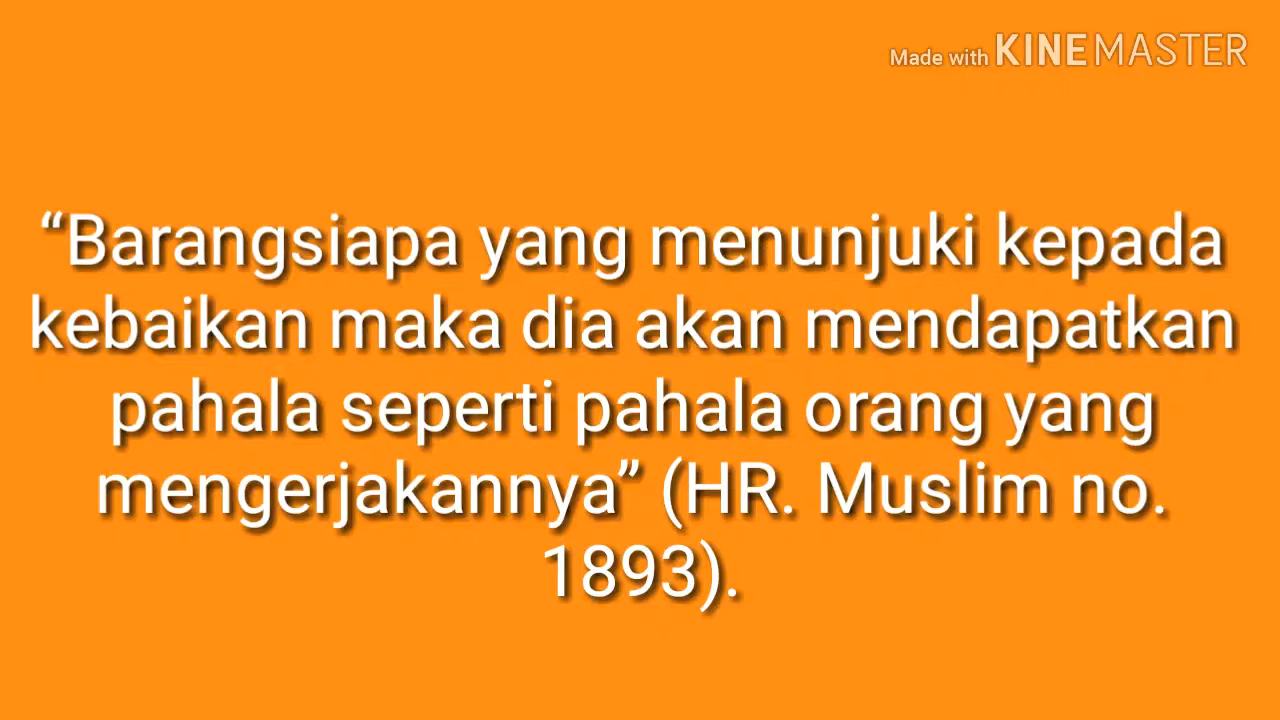 Made with KINEMASTER
“Barangsiapa yang menunjuki kepada
kebaikan maka dia akan mendapatkan
pahala seperti pahala orang yang
mengerjakannya” (HR. Muslim no.
1893).